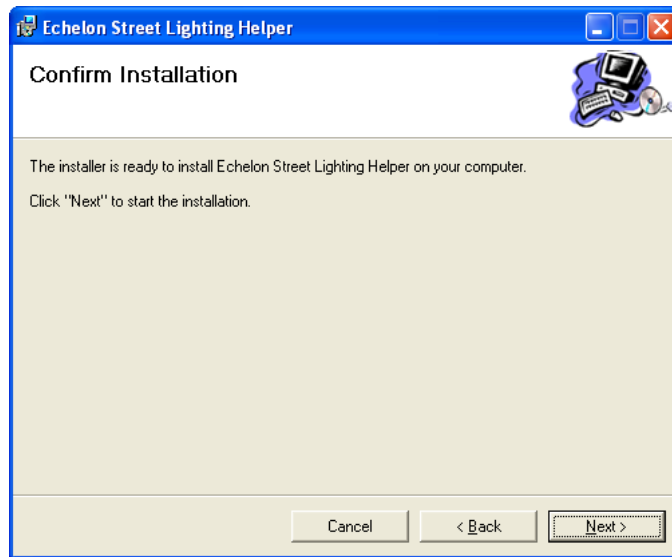 Echelon Street Lighting Helper
Confirm Installation
The installer is ready to install Echelon Street Lighting Helper on your computer.
Click "Next" to start the installation.
Cancel
< Back
Next >